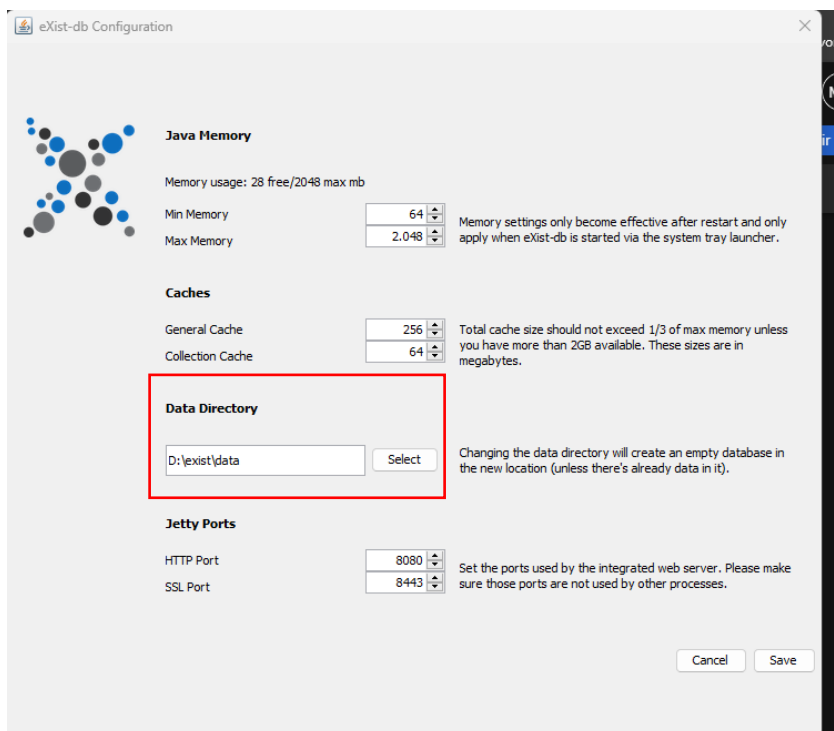 eXist-db Configuration
Java Memory
Memory usage: 28 free/2048 max mb
Min Memory
64
Max Memory
2.048
Memory settings only become effective after restart and only
apply when eXist-db is started via the system tray launcher.
Caches
General Cache
256
Collection Cache
64
Total cache size should not exceed 1/3 of max memory unless
you have more than 2GB available. These sizes are in
megabytes.
Data Directory
D:\exist\data
Select
Changing the data directory will create an empty database in
the new location (unless there's already data in it).
Jetty Ports
HTTP Port
8080
SSL Port
8443
Set the ports used by the integrated web server. Please make
sure those ports are not used by other processes.
Cancel
Save